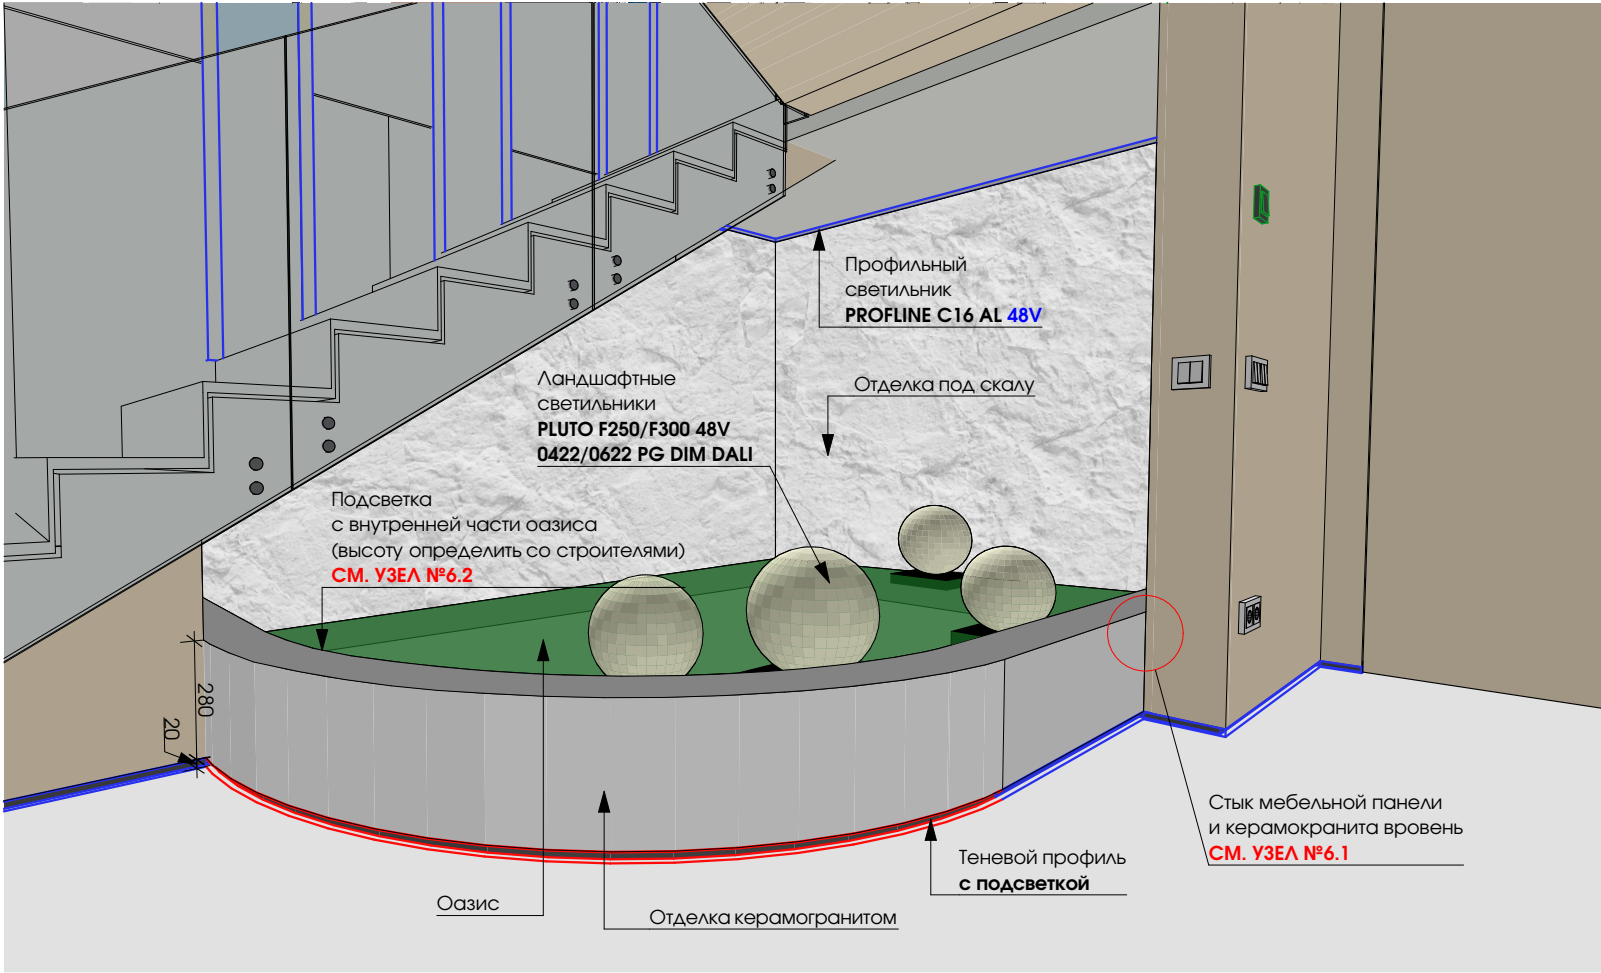 Профильный
светильник
PROFLINE C16 AL 48V
Ландшафтные
светильники
PLUTO F250/F300 48V
0422/0622 PG DIM DALI
Отделка под скалу
Подсветка
с внутренней части оазиса
(высоту определить со строителями)
СМ. УЗЕЛ №6.2
280
20
Стык мебельной панели
и керамокранита вровень
СМ. УЗЕЛ №6.1
Теневой профиль
с подсветкой
Оазис
Отделка керамогранитом